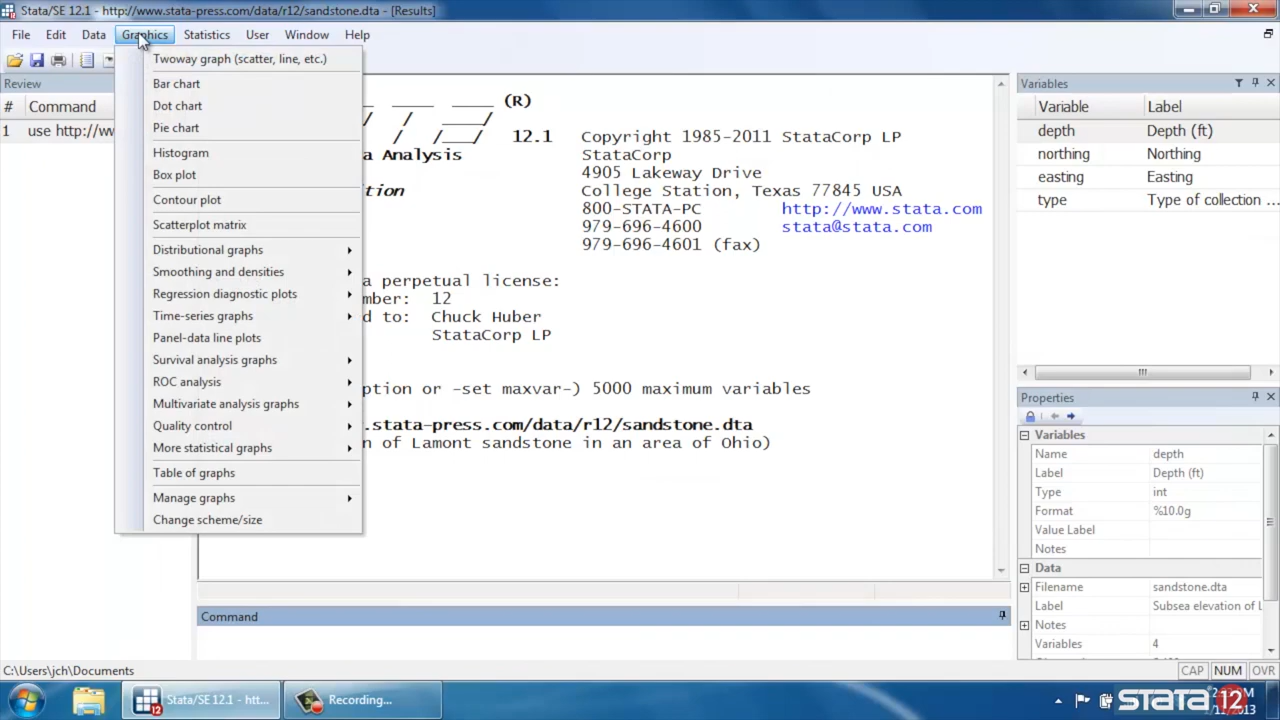 Stata/SE 12.1 - http://www.stata-press.com/data/r12/sandstone.dta - [Results]
File Edit Data Graphics Statistics User Window Help
Review
# Command
1 use http://ww
Twoway graph (scatter, line, etc.)
Bar chart
Dot chart
Pie chart
Histogram
Box plot
Contour plot
Scatterplot matrix
Distributional graphs
Smoothing and densities
Regression diagnostic plots
Time-series graphs
Panel-data line plots
Survival analysis graphs
ROC analysis
Multivariate analysis graphs
Quality control
More statistical graphs
Table of graphs
Manage graphs
Change scheme/size
(R)
12.1 Copyright 1985-2011 StataCorp LP
a Analysis StataCorp
4905 Lakeway Drive
tion College Station, Texas 77845 USA
800-STATA-PC http://www.stata.com
979-696-4600 stata@stata.com
979-696-4601 (fax)
a perpetual license:
mber: 12
d to: Chuck Huber
StataCorp LP
ption or -set maxvar-) 5000 maximum variables
.stata-press.com/data/r12/sandstone.dta
n of Lamont sandstone in an area of Ohio)
Command
Variables
Variable Label
depth Depth (ft)
northing Northing
easting Easting
type Type of collection ...
Properties
Variables
Name depth
Label Depth (ft)
Type int
Format %10.0g
Value Label
Notes
Data
Filename sandstone.dta
Label Subsea elevation of L
Notes
Variables 4
C:\Users\jch\Documents
CAP NUM OVR
Stata/SE 12.1 - htt...
Recording...
STATA 12